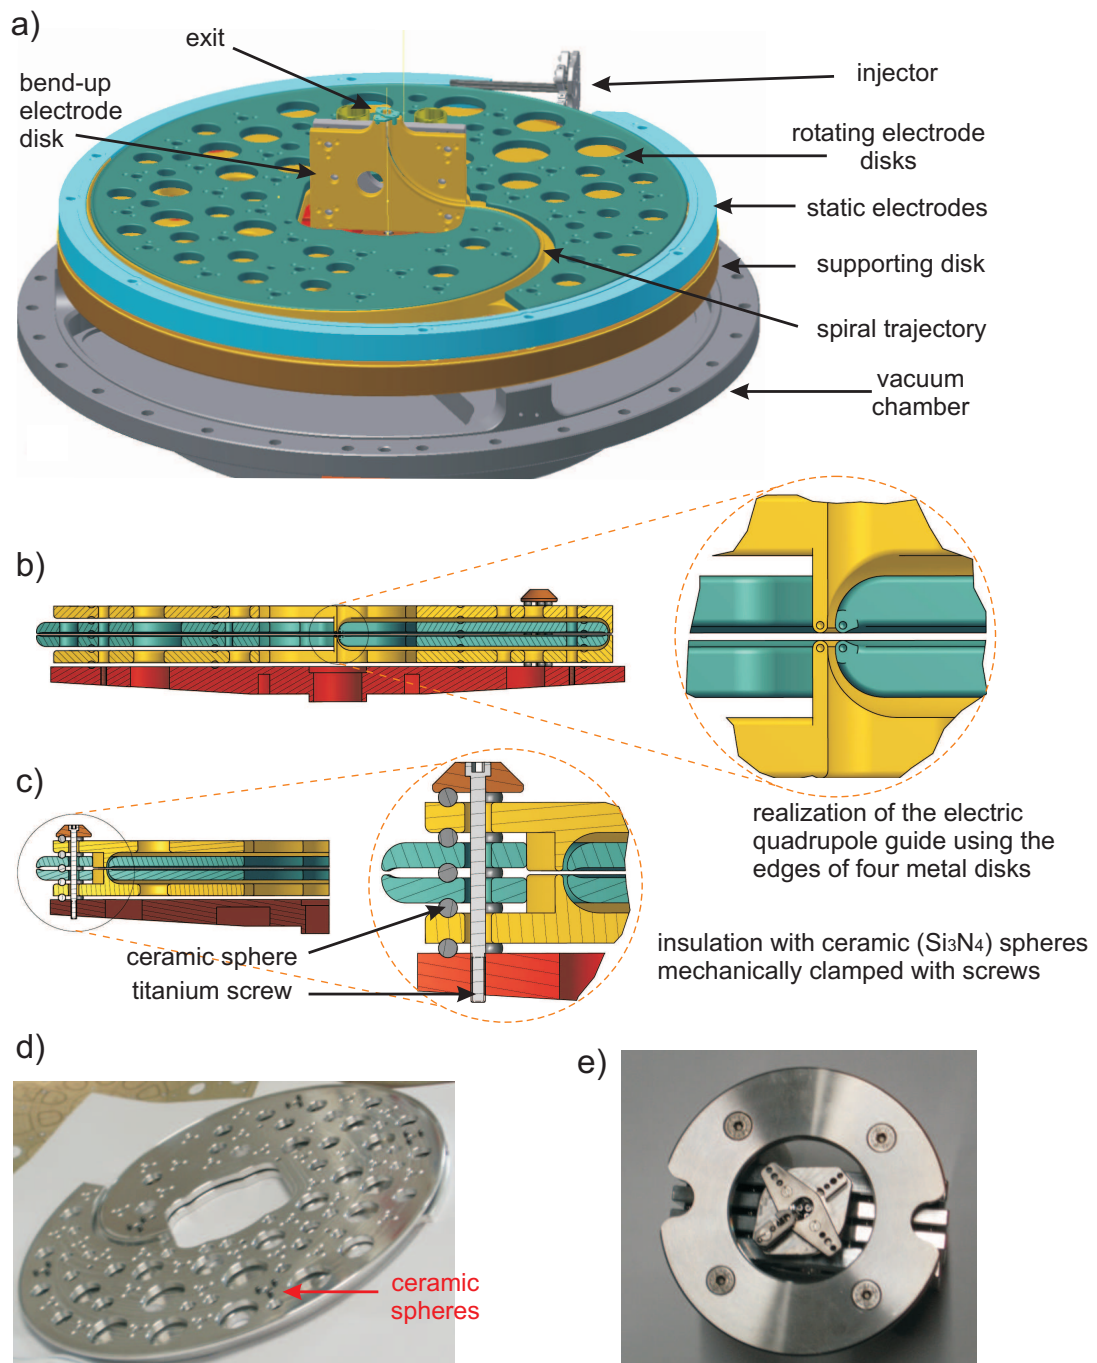 a)
exit
bend-up
electrode
disk
injector
rotating electrode
disks
static electrodes
supporting disk
spiral trajectory
vacuum
chamber
b)
realization of the electric
quadrupole guide using the
edges of four metal disks
c)
ceramic sphere
titanium screw
insulation with ceramic (Si₃N₄) spheres
mechanically clamped with screws
d)
ceramic
spheres
e)